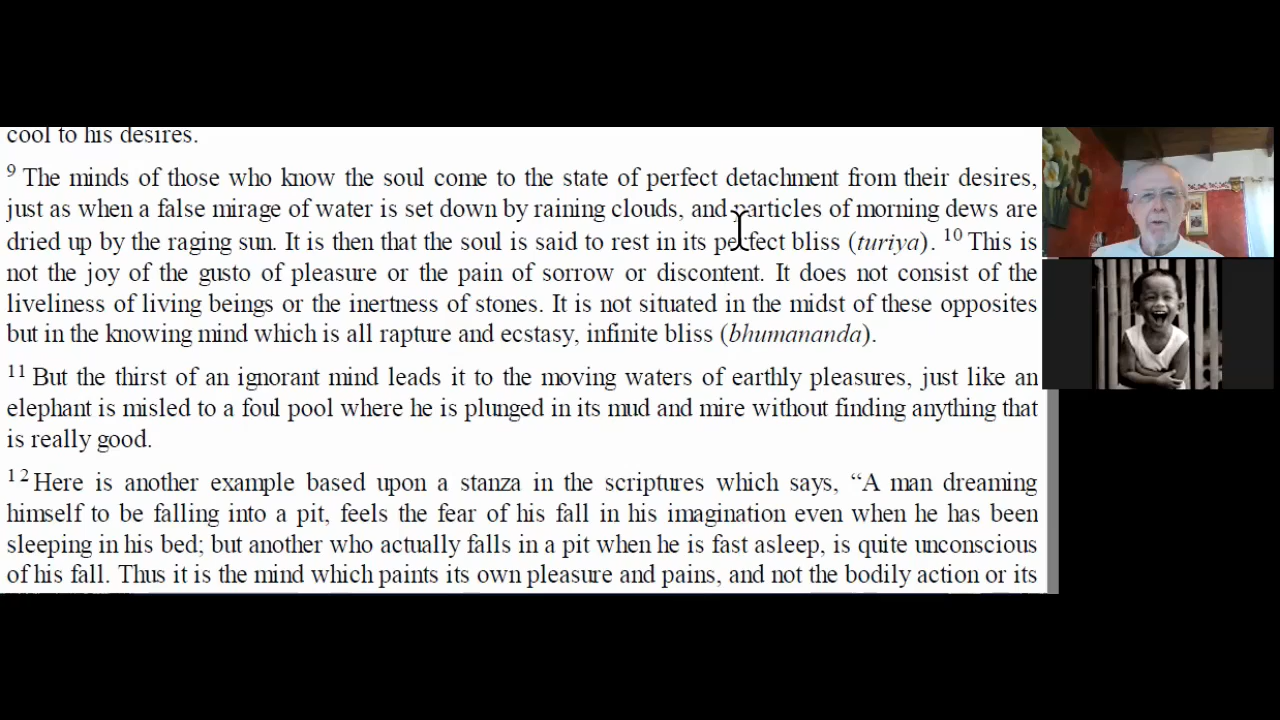 cool to his desires.
9 The minds of those who know the soul come to the state of perfect detachment from their desires,
just as when a false mirage of water is set down by raining clouds, and particles of morning dews are
dried up by the raging sun. It is then that the soul is said to rest in its perfect bliss (turiya). 10 This is
not the joy of the gusto of pleasure or the pain of sorrow or discontent. It does not consist of the
liveliness of living beings or the inertness of stones. It is not situated in the midst of these opposites
but in the knowing mind which is all rapture and ecstasy, infinite bliss (bhumananda).
11 But the thirst of an ignorant mind leads it to the moving waters of earthly pleasures, just like an
elephant is misled to a foul pool where he is plunged in its mud and mire without finding anything that
is really good.
12 Here is another example based upon a stanza in the scriptures which says, “A man dreaming
himself to be falling into a pit, feels the fear of his fall in his imagination even when he has been
sleeping in his bed; but another who actually falls in a pit when he is fast asleep, is quite unconscious
of his fall. Thus it is the mind which paints its own pleasure and pains, and not the bodily action or its